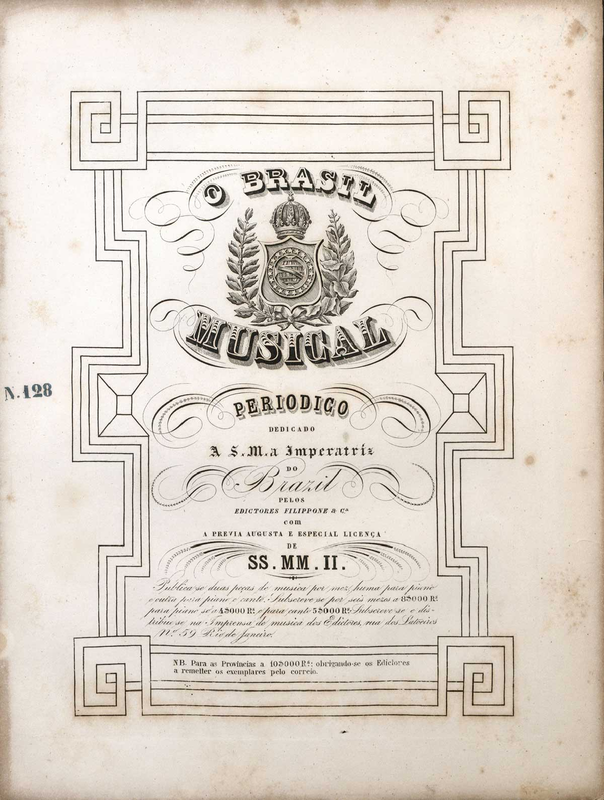 O BRASIL
MUSICAL
N.128
PERIODICO
DEDICADO
A S.M.a Imperatriz
DO
Brazil
PELOS
EDICTORES FILIPPONE & Cª
com
A PREVIA AUGUSTA E ESPECIAL LICENÇA
DE
SS. MM. II.
Publica-se duas peças de musica por mez, huma para piano
e outra para piano e canto. Subscreve-se por seis mezes a 8$000 Rs
para piano só a 4$000 Rs e para canto 5$000 Rs Subscreve-se e dis-
tribue-se na Imprensa de musica dos Edictores, rua dos Latoeiros
Nº 59 Rio de Janeiro.
NB. Para as Provincias a 10$000 Rs: obrigando-se os Edictores
a remetter os exemplares pelo correio.